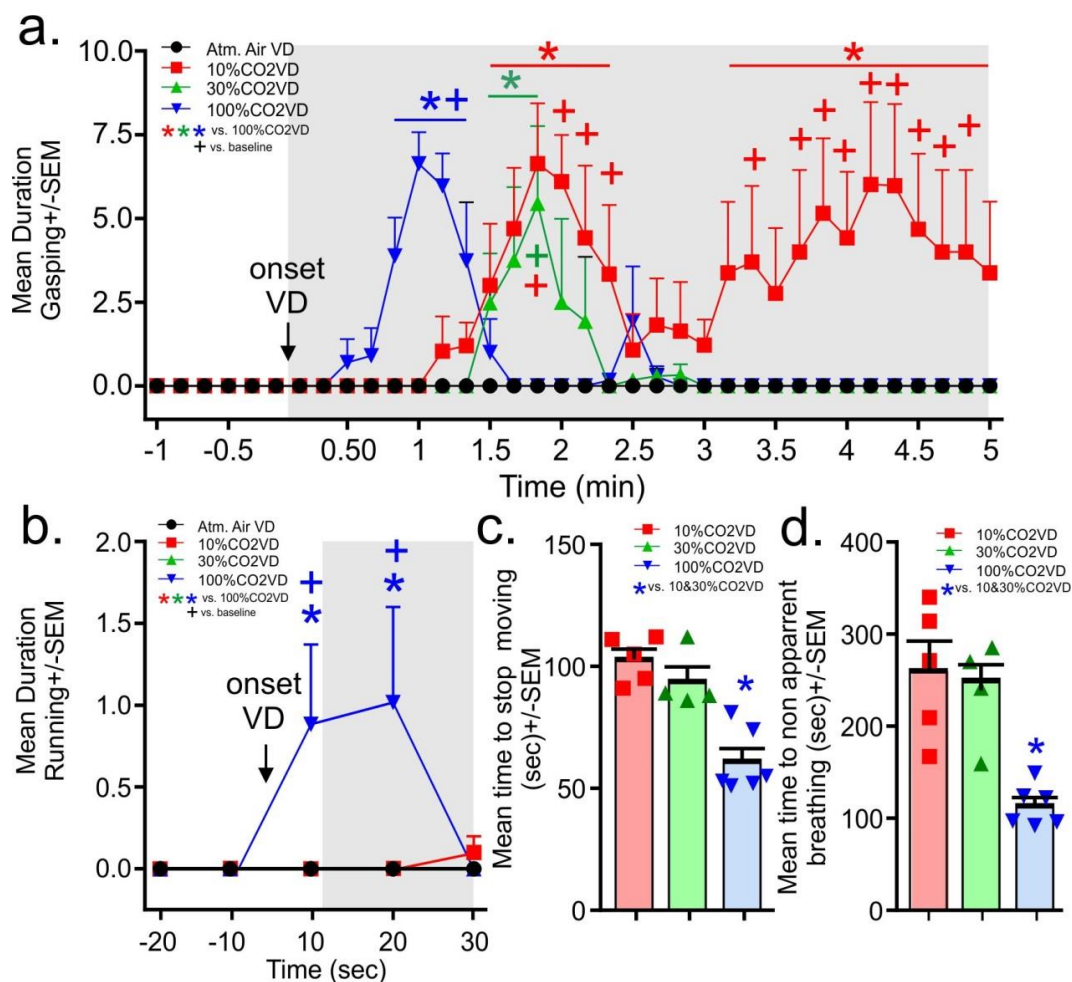 a.
10.0
7.5
5.0
2.5
0.0
Mean Duration
Gasping+/-SEM
Atm. Air VD
10%CO2VD
30%CO2VD
100%CO2VD
*** vs. 100%CO2VD
+ vs. baseline
* +
*
*
*
+ + + + +
+ + + + + + + + +
onset
VD
-1 -0.5 0.50 1 1.5 2 2.5 3 3.5 4 4.5 5
Time (min)
b.
2.0
1.5
1.0
0.5
0.0
Mean Duration
Running+/-SEM
Atm. Air VD
10%CO2VD
30%CO2VD
100%CO2VD
*** vs. 100%CO2VD
+ vs. baseline
+ +
* *
onset
VD
-20 -10 10 20 30
Time (sec)
c.
150
100
50
0
Mean time to stop moving
(sec)+/-SEM
10%CO2VD
30%CO2VD
100%CO2VD
*vs. 10&30%CO2VD
*
d.
400
300
200
100
0
Mean time to non apparrent
breathing (sec)+/-SEM
10%CO2VD
30%CO2VD
100%CO2VD
*vs. 10&30%CO2VD
*